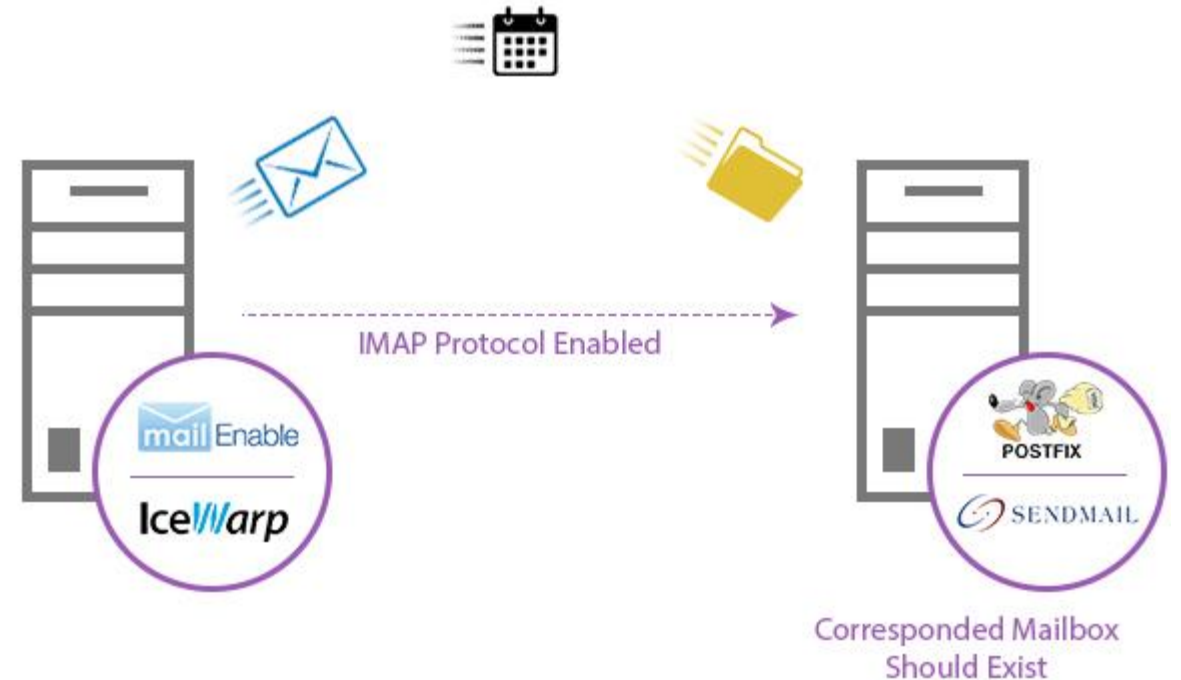 IMAP Protocol Enabled
mail Enable
IceWarp
POSTFIX
SENDMAIL
Corresponded Mailbox
Should Exist